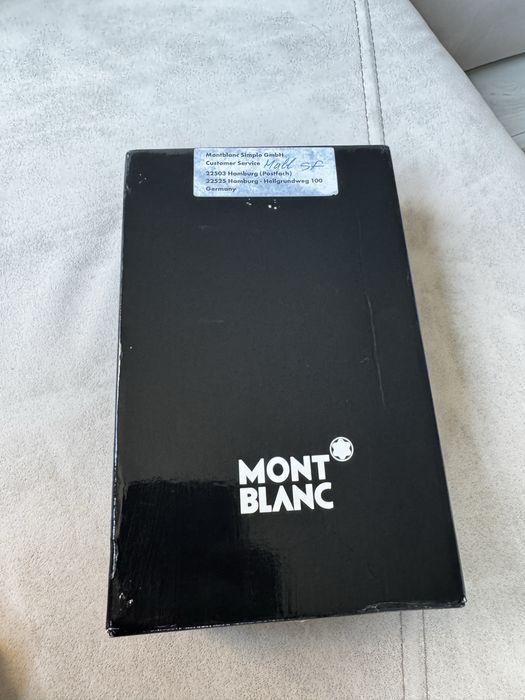 Montblanc Simplo GmbH
Customer Service
22503 Hamburg (Postfach)
22525 Hamburg - Hellgrundweg 100
Germany
MONT
BLANC